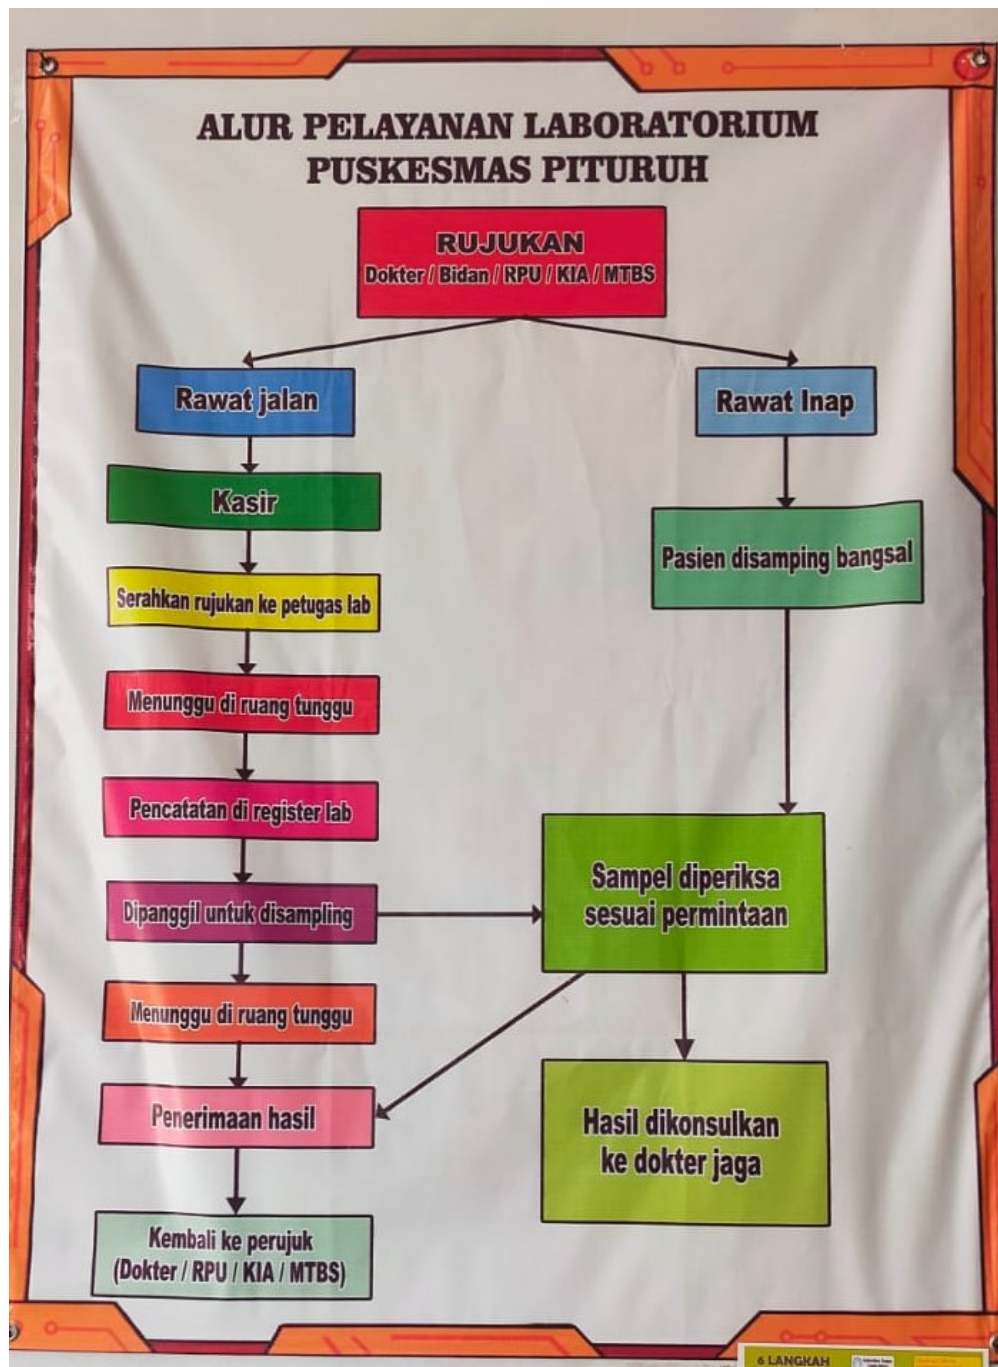 ALUR PELAYANAN LABORATORIUM
PUSKESMAS PITURUH
RUJUKAN
Dokter / Bidan / RPU / KIA / MTBS
Rawat jalan
Kasir
Serahkan rujukan ke petugas lab
Menunggu di ruang tunggu
Pencatatan di register lab
Dipanggil untuk disampling
Menunggu di ruang tunggu
Penerimaan hasil
Kembali ke perujuk
(Dokter / RPU / KIA / MTBS)
Rawat Inap
Pasien disamping bangsal
Sampel diperiksa
sesuai permintaan
Hasil dikonsulkan
ke dokter jaga
6 LANGKAH